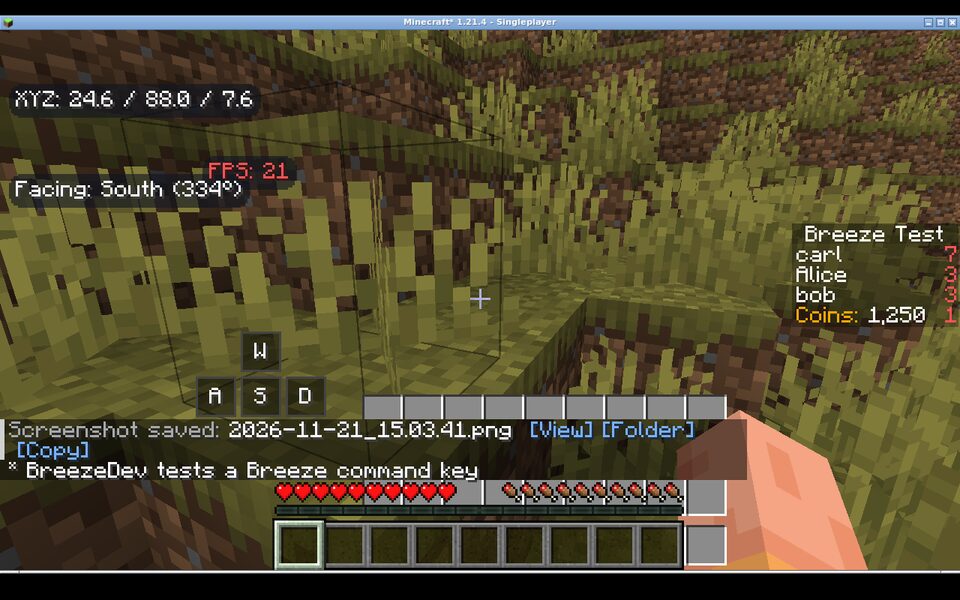 Minecraft* 1.21.4 - Singleplayer
XYZ: 24.6 / 88.0 / 7.6
FPS: 21
Facing: South (334º)
Breeze Test
carl 7
Alice 3
bob 3
Coins: 1,250 1
W
A S D
Screenshot saved: 2026-11-21_15.03.41.png [View] [Folder]
[Copy]
* BreezeDev tests a Breeze command key